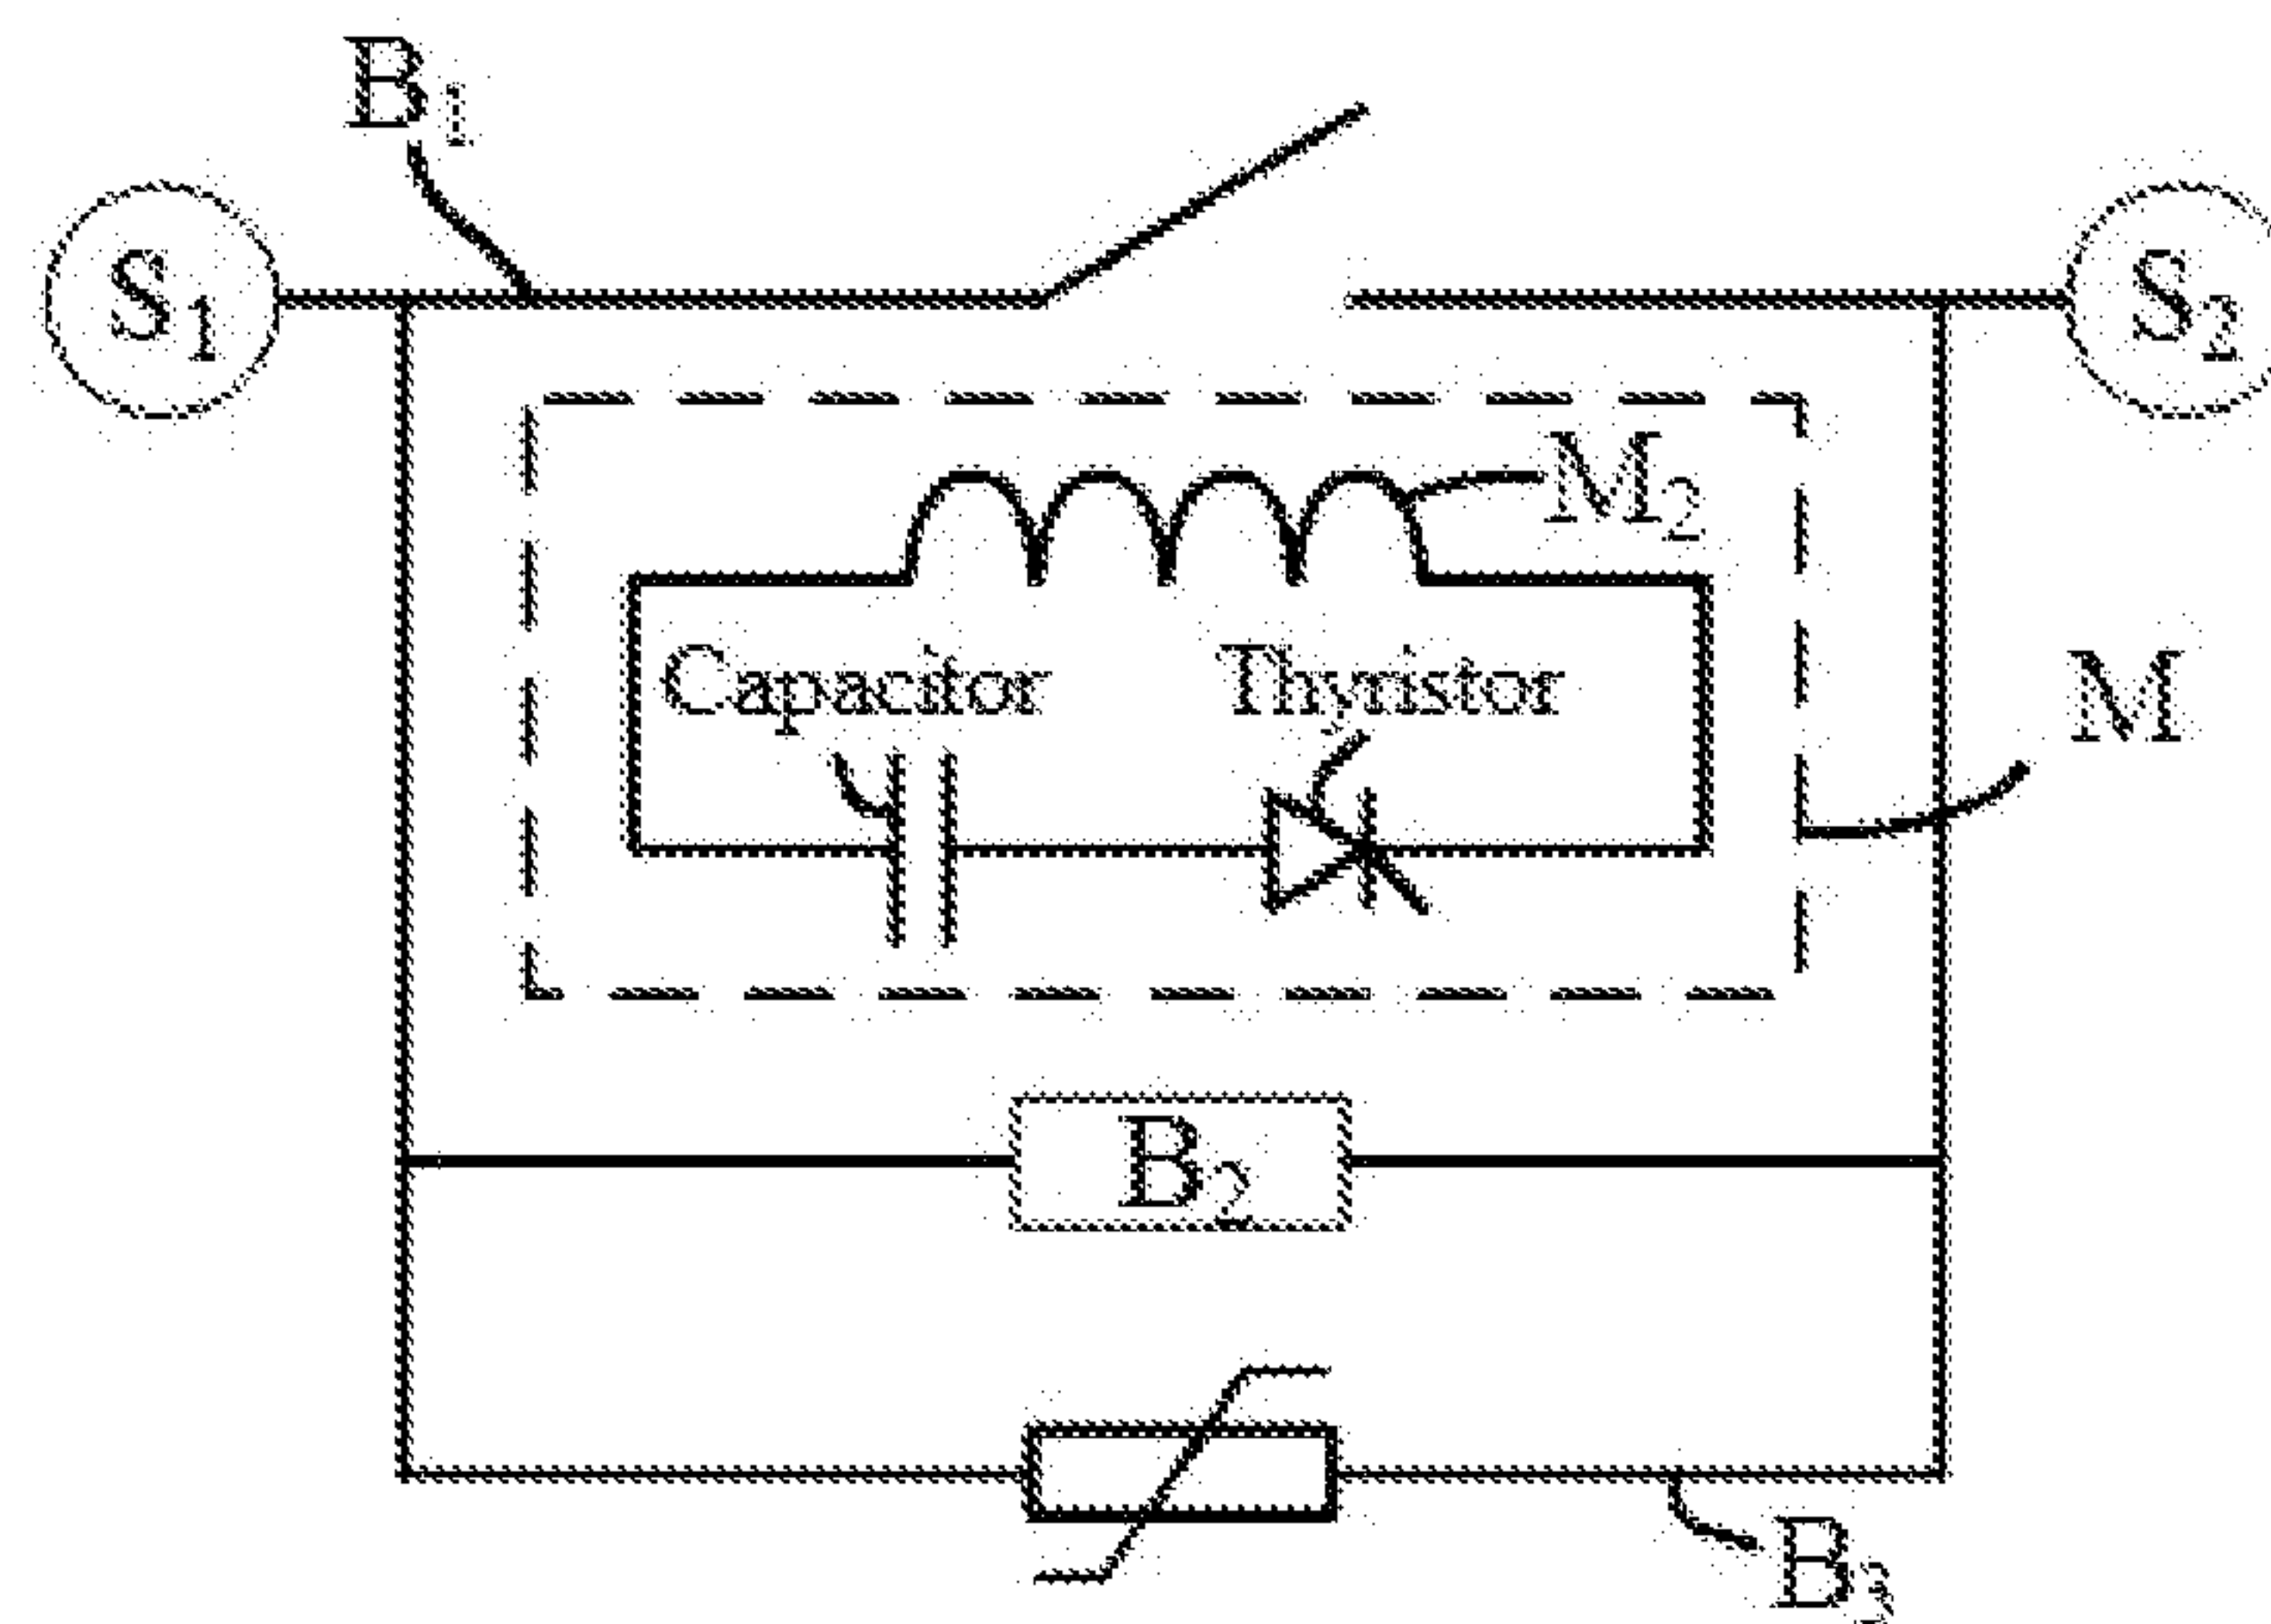 B1
S1
S2
M2
Capacitor
Thyristor
M
B2
B3